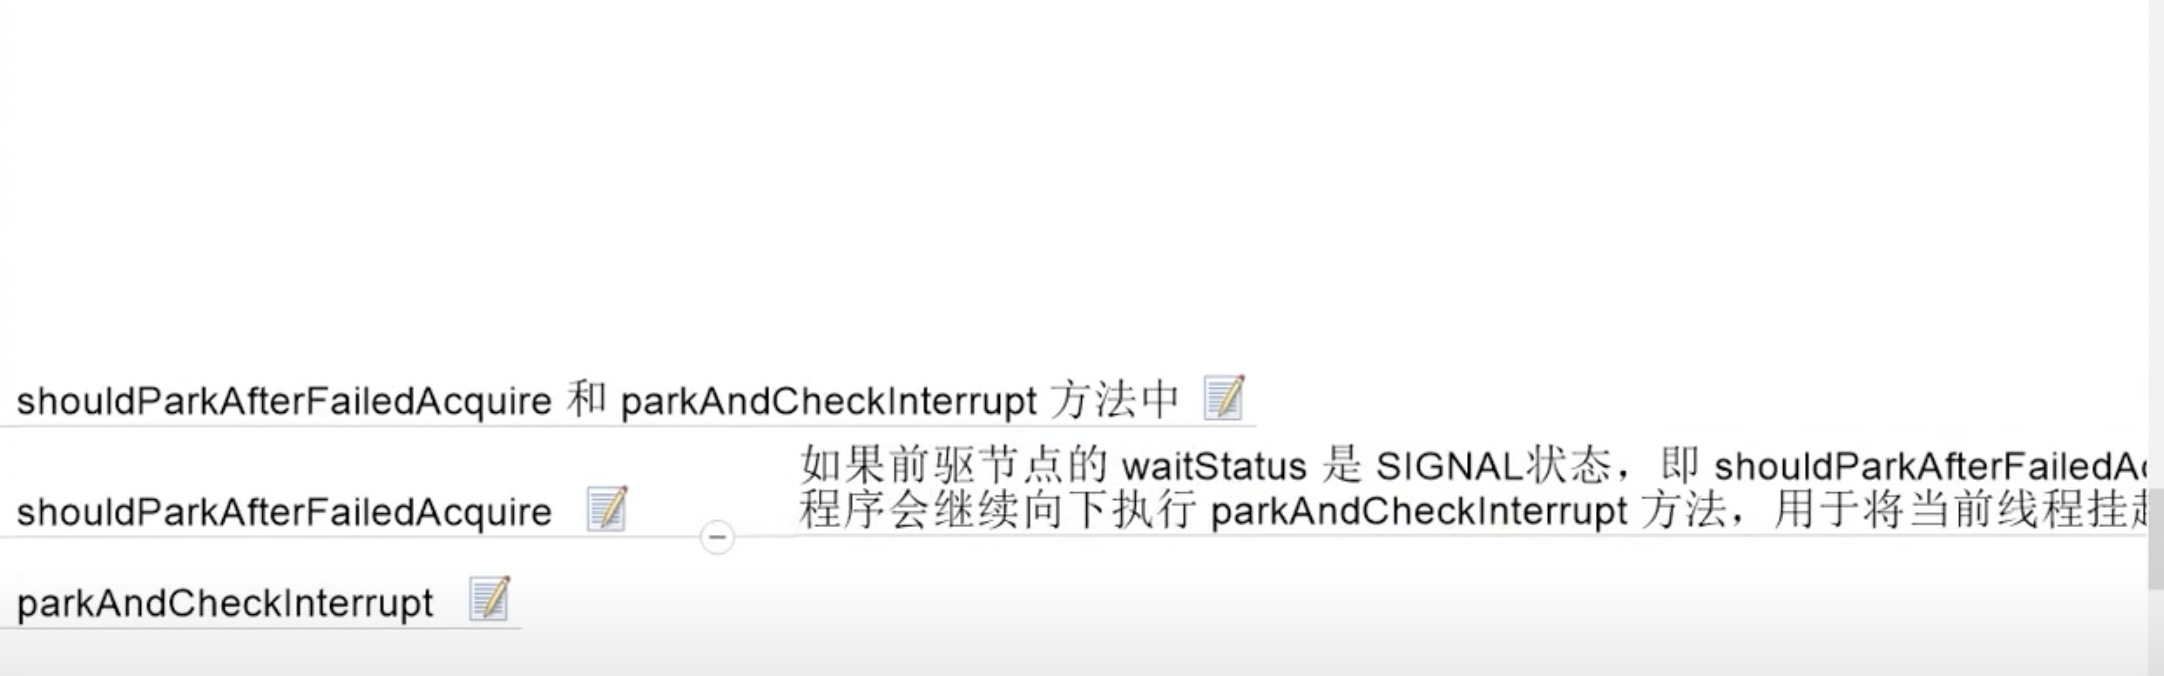 shouldParkAfterFailedAcquire 和 parkAndCheckInterrupt 方法中
如果前驱节点的 waitStatus 是 SIGNAL状态，即 shouldParkAfterFailedA
shouldParkAfterFailedAcquire
程序会继续向下执行 parkAndCheckInterrupt 方法，用于将当前线程挂
parkAndCheckInterrupt